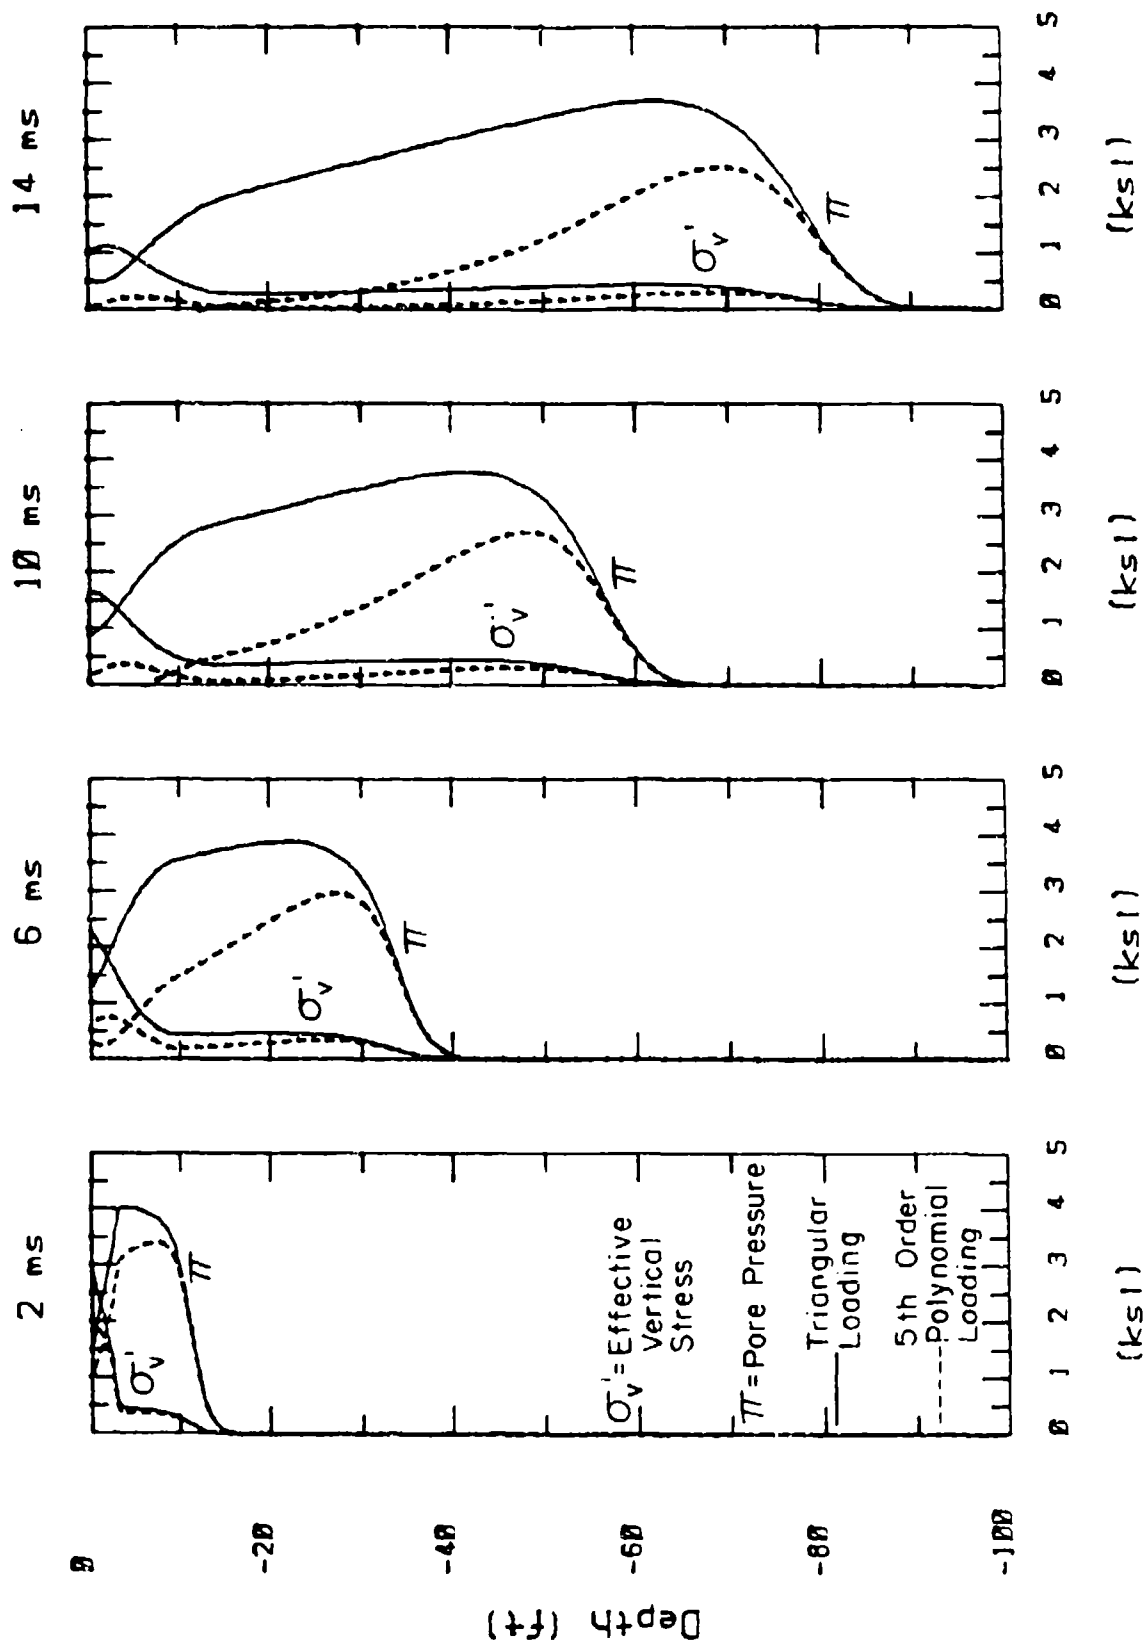 2 ms
6 ms
10 ms
14 ms
Depth (ft)
0
-20
-40
-60
-80
-100
σv'
π
σv'
π
σv'
π
σv'
π
σv' = Effective
Vertical
Stress
π = Pore Pressure
Triangular
Loading
5th Order
Polynomial
Loading
0 1 2 3 4 5
0 1 2 3 4 5
0 1 2 3 4 5
0 1 2 3 4 5
(ksi)
(ksi)
(ksi)
(ksi)